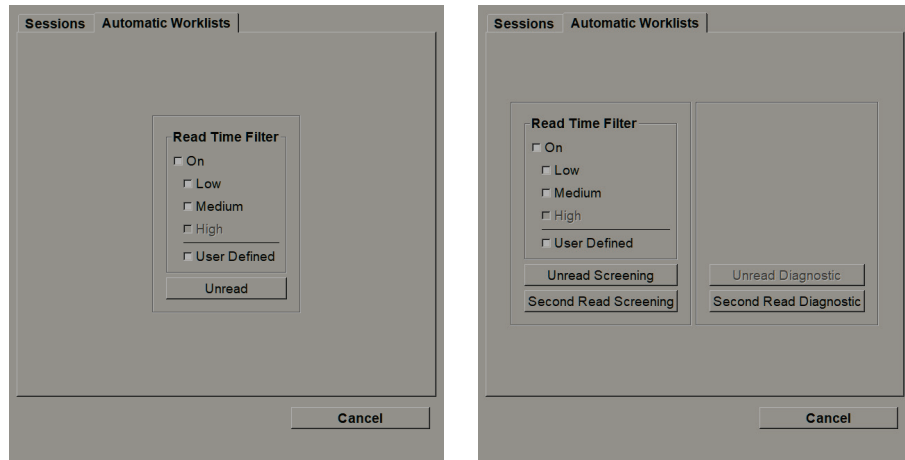 Sessions Automatic Worklists
Read Time Filter
On
Low
Medium
High
User Defined
Unread
Cancel
Sessions Automatic Worklists
Read Time Filter
On
Low
Medium
High
User Defined
Unread Screening Unread Diagnostic
Second Read Screening Second Read Diagnostic
Cancel